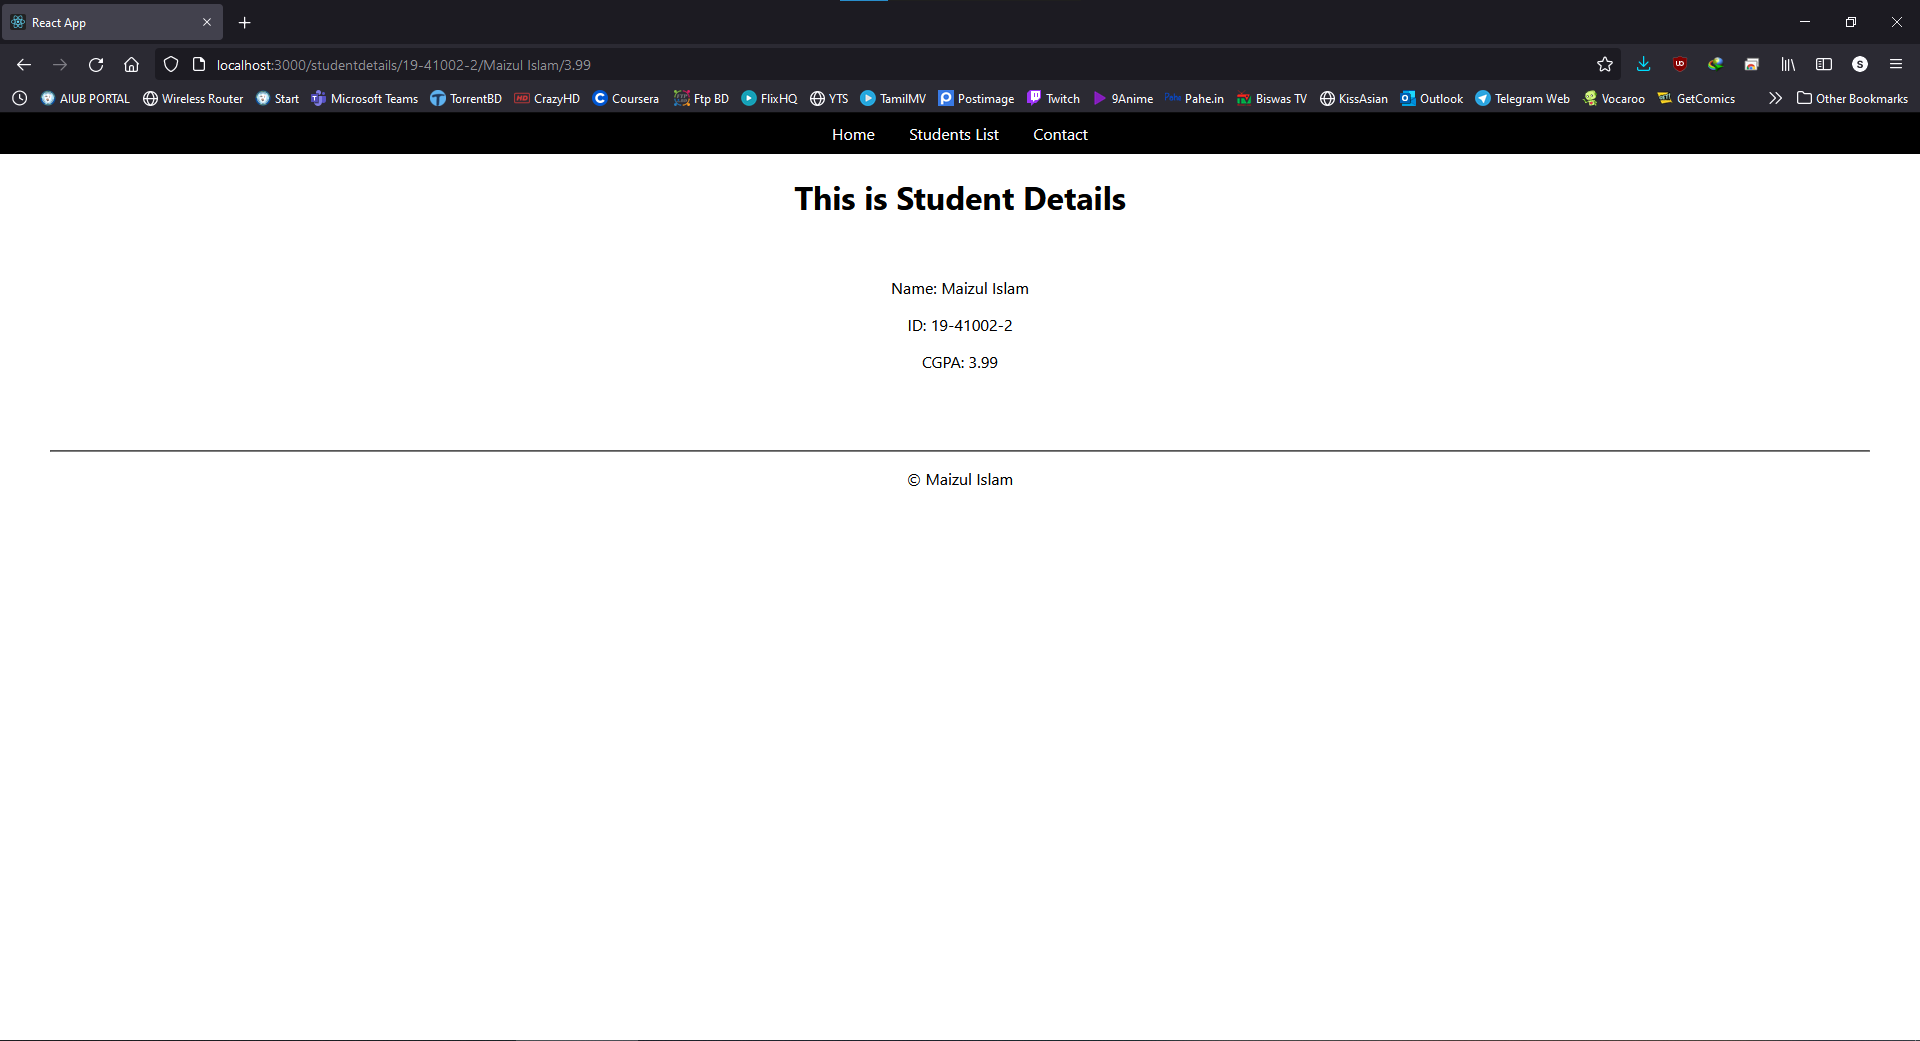 React App
localhost:3000/studentdetails/19-41002-2/Maizul Islam/3.99
AIUB PORTAL Wireless Router Start Microsoft Teams TorrentBD CrazyHD Coursera Ftp BD FlixHQ YTS TamilMV Postimage Twitch 9Anime Pahe.in Biswas TV KissAsian Outlook Telegram Web Vocaroo GetComics Other Bookmarks
Home Students List Contact
This is Student Details
Name: Maizul Islam
ID: 19-41002-2
CGPA: 3.99
© Maizul Islam